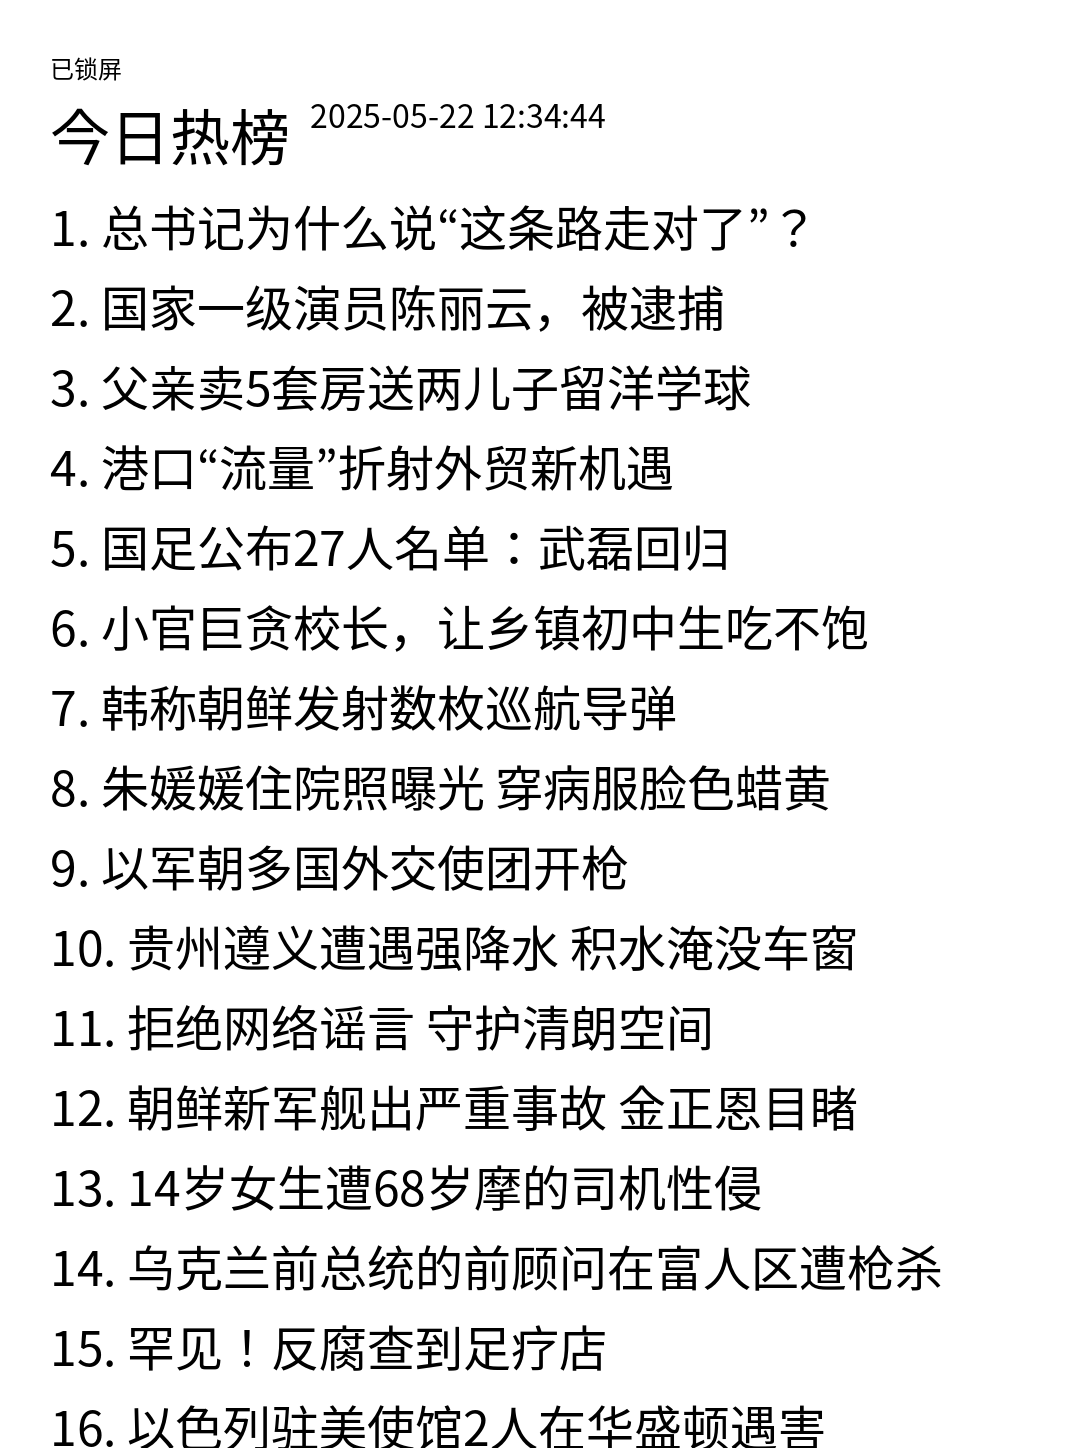 已锁屏
今日热榜 2025-05-22 12:34:44
1. 总书记为什么说“这条路走对了”？
2. 国家一级演员陈丽云，被逮捕
3. 父亲卖5套房送两儿子留洋学球
4. 港口“流量”折射外贸新机遇
5. 国足公布27人名单：武磊回归
6. 小官巨贪校长，让乡镇初中生吃不饱
7. 韩称朝鲜发射数枚巡航导弹
8. 朱媛媛住院照曝光 穿病服脸色蜡黄
9. 以军朝多国外交使团开枪
10. 贵州遵义遭遇强降水 积水淹没车窗
11. 拒绝网络谣言 守护清朗空间
12. 朝鲜新军舰出严重事故 金正恩目睹
13. 14岁女生遭68岁摩的司机性侵
14. 乌克兰前总统的前顾问在富人区遭枪杀
15. 罕见！反腐查到足疗店
16. 以色列驻美使馆2人在华盛顿遇害